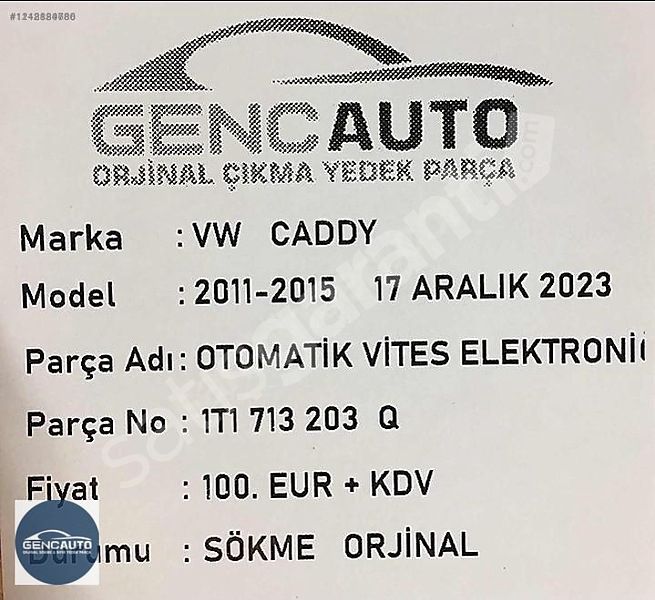 GENCAUTO
ORJİNAL ÇIKMA YEDEK PARÇA
Marka : VW CADDY
Model : 2011-2015 17 ARALIK 2023
Parça Adı : OTOMATİK VİTES ELEKTRONİ
Parça No : 1T1 713 203 Q
Fiyat : 100. EUR + KDV
Durumu : SÖKME ORJİNAL
GENCAUTO